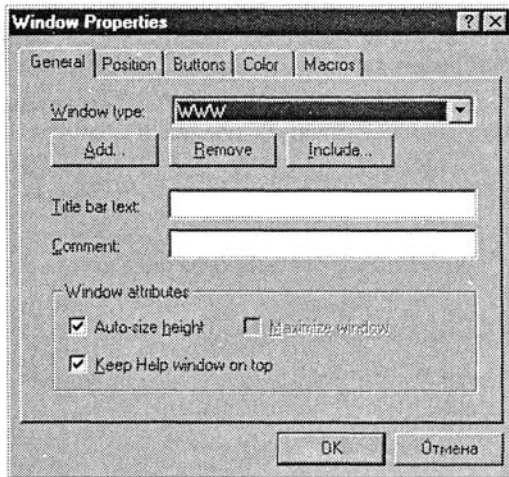 Window Properties
General Position Buttons Color Macros
Window type: WWW
Add... Remove Include...
Title bar text:
Comment:
Window attributes
Auto-size height Maximize window
Keep Help window on top
OK Отмена